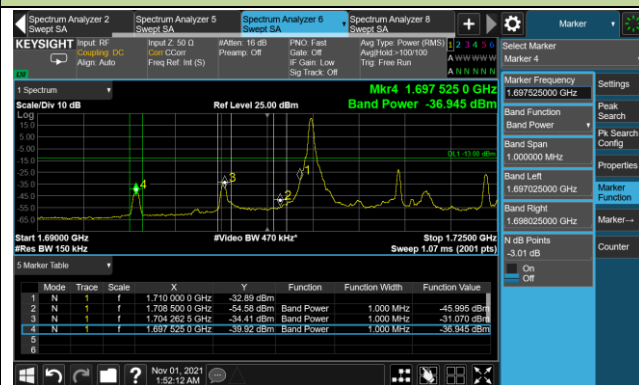 Spectrum Analyzer 2
Swept SA
Spectrum Analyzer 5
Swept SA
Spectrum Analyzer 6
Swept SA
Spectrum Analyzer 8
Swept SA
Marker
KEYSIGHT
Input: RF
Coupling: DC
Align: Auto
Input Z: 50 Ω
Corr CCorr
Freq Ref: Int (S)
#Atten: 16 dB
Preamp: Off
PNO: Fast
Gate: Off
IF Gain: Low
Sig Track: Off
Avg Type: Power (RMS)
Avg|Hold:>100/100
Trig: Free Run
1 2 3 4 5 6
A W W W W W
A N N N N N
LXI
1 Spectrum
Scale/Div 10 dB
Log
Ref Level 25.00 dBm
Mkr4 1.697 525 0 GHz
Band Power -36.945 dBm
15.0
5.00
-5.00
-15.0
-25.0
-35.0
-45.0
-55.0
-65.0
DL1 -13.00 dBm
1
2
3
4
Start 1.69000 GHz
#Res BW 150 kHz
#Video BW 470 kHz*
Stop 1.72500 GHz
Sweep 1.07 ms (2001 pts)
5 Marker Table
Mode Trace Scale X Y Function Function Width Function Value
1 N 1 f 1.710 000 0 GHz -32.89 dBm
2 N 1 f 1.708 500 0 GHz -54.58 dBm Band Power 1.000 MHz -45.995 dBm
3 N 1 f 1.704 262 5 GHz -34.41 dBm Band Power 1.000 MHz -31.070 dBm
4 N 1 f 1.697 525 0 GHz -39.92 dBm Band Power 1.000 MHz -36.945 dBm
5
6
Select Marker
Marker 4
Marker Frequency
1.697525000 GHz
Band Function
Band Power
Band Span
1.000000 MHz
Band Left
1.697025000 GHz
Band Right
1.698025000 GHz
N dB Points
-3.01 dB
On
Off
Settings
Peak
Search
Pk Search
Config
Properties
Marker
Function
Marker→
Counter
Nov 01, 2021
1:52:12 AM